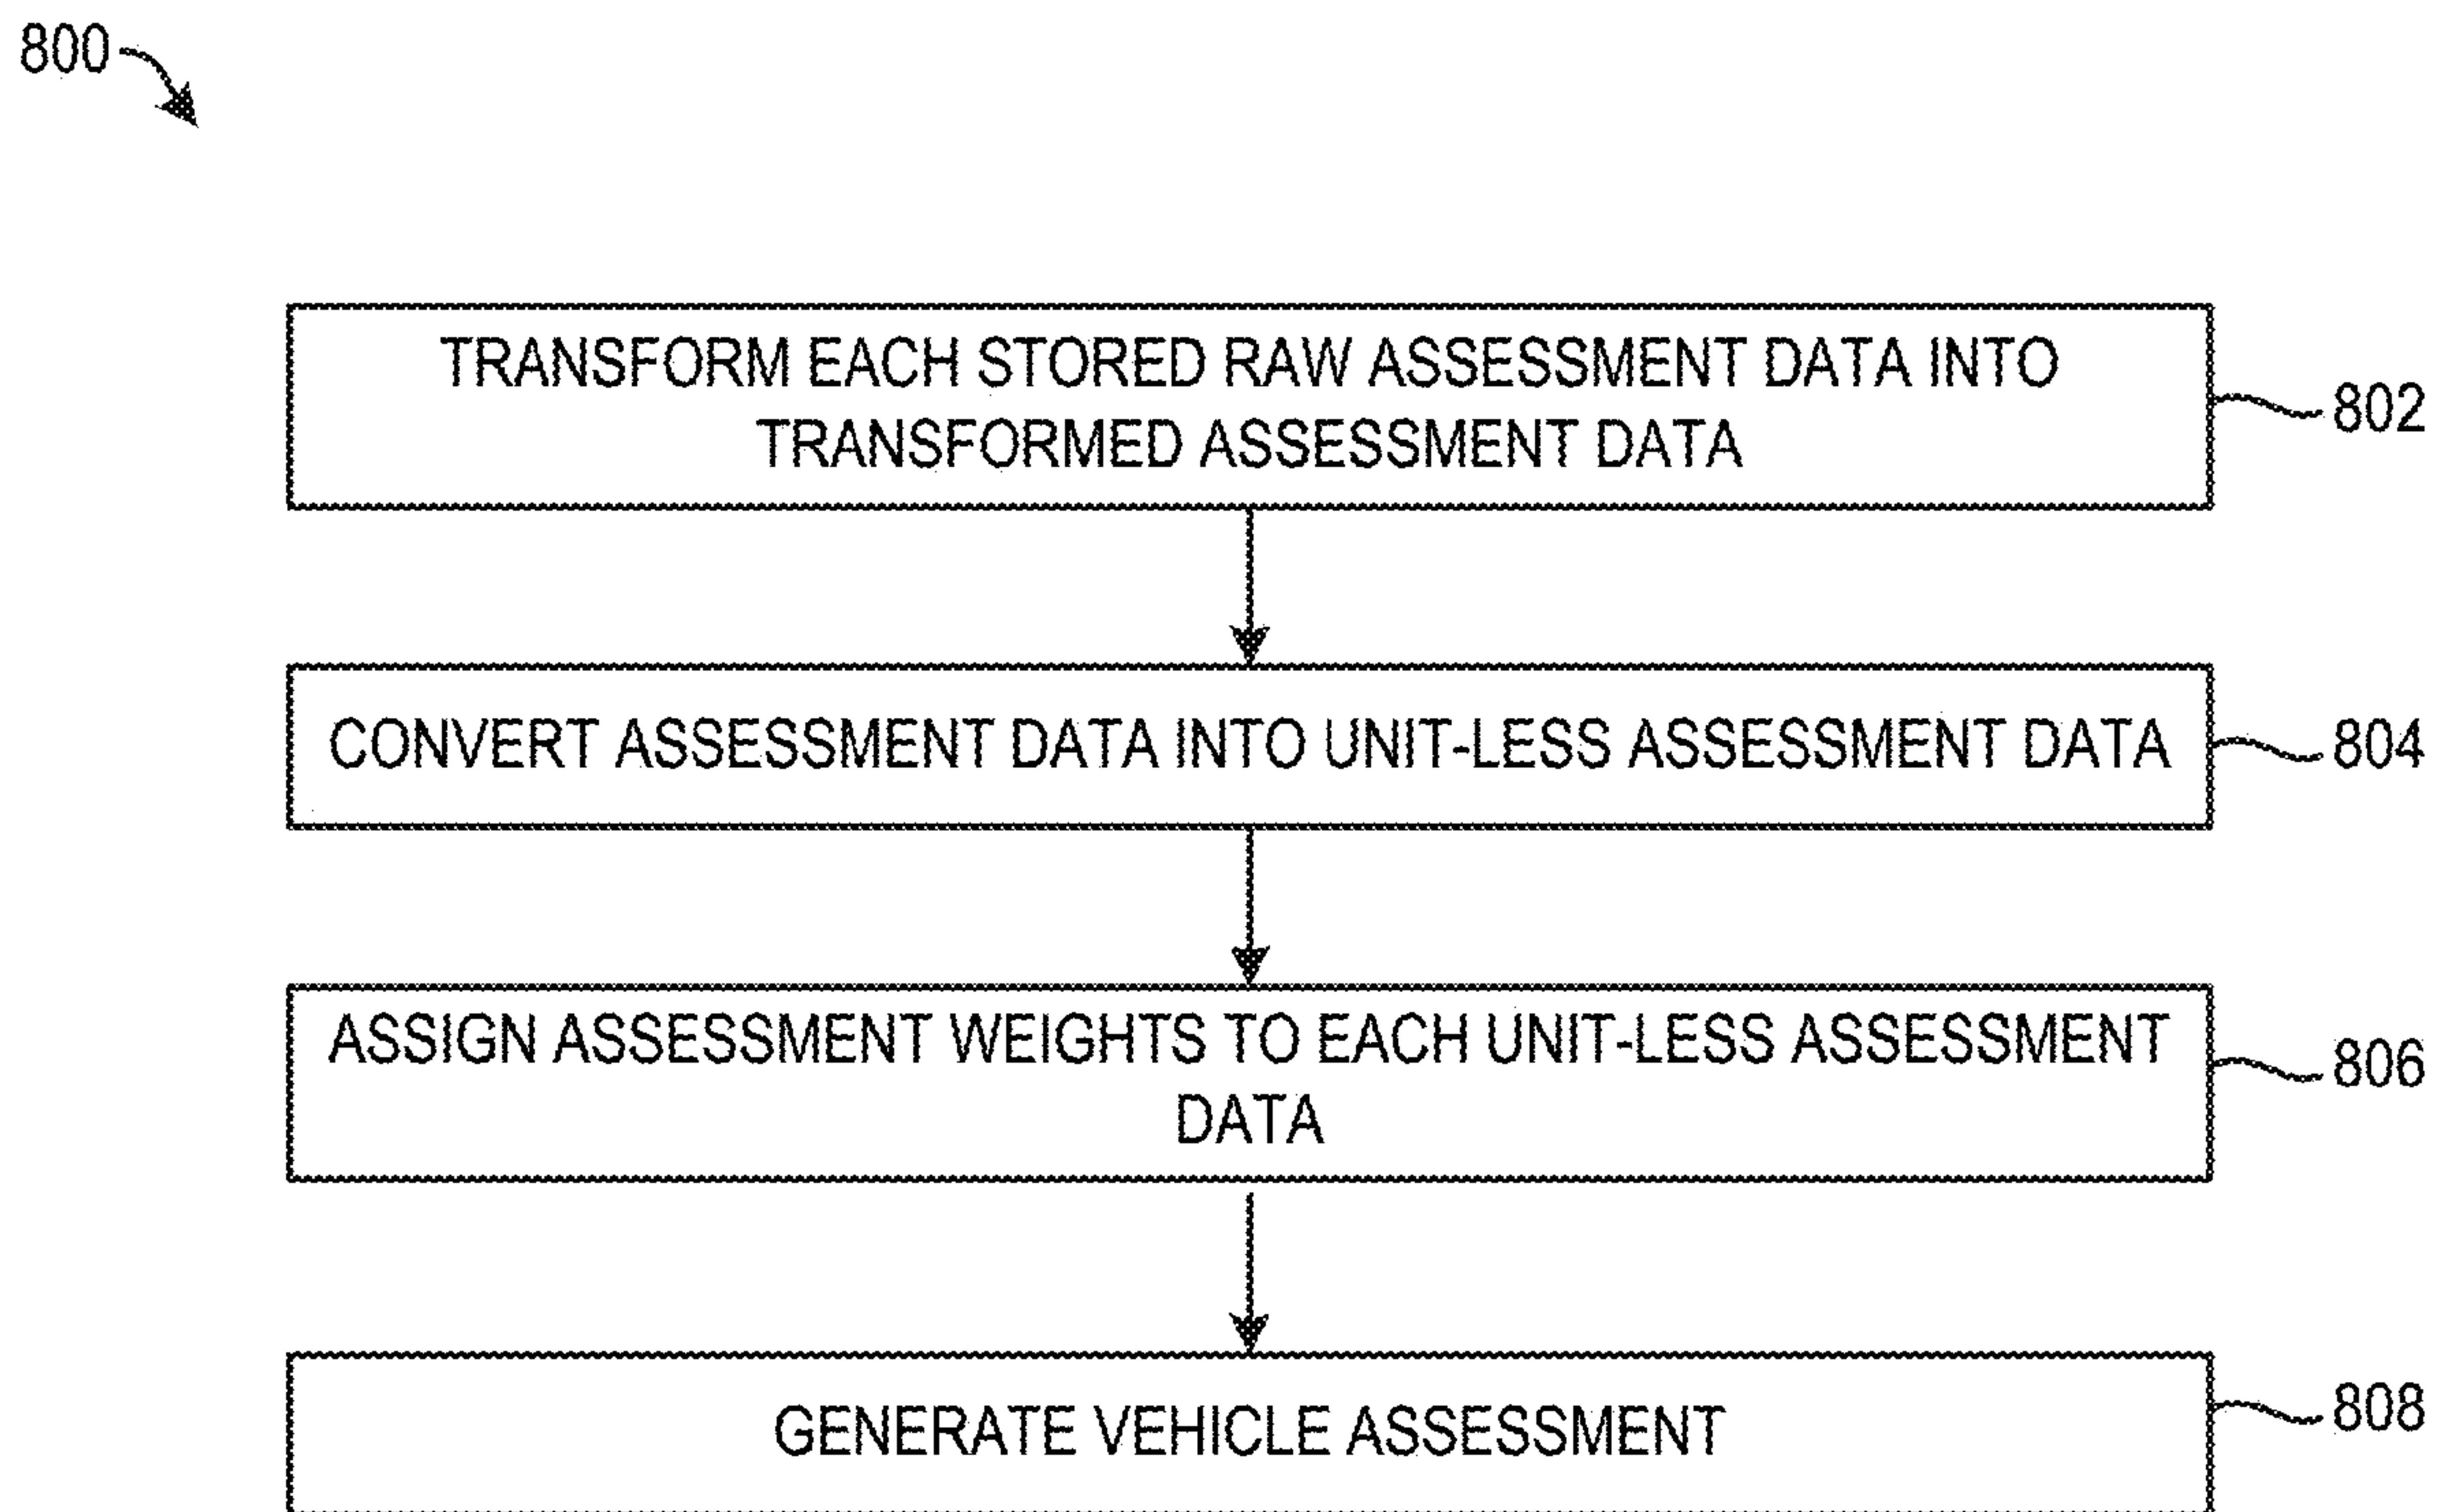 800
TRANSFORM EACH STORED RAW ASSESSMENT DATA INTO
TRANSFORMED ASSESSMENT DATA
802
CONVERT ASSESSMENT DATA INTO UNIT-LESS ASSESSMENT DATA
804
ASSIGN ASSESSMENT WEIGHTS TO EACH UNIT-LESS ASSESSMENT
DATA
806
GENERATE VEHICLE ASSESSMENT
808